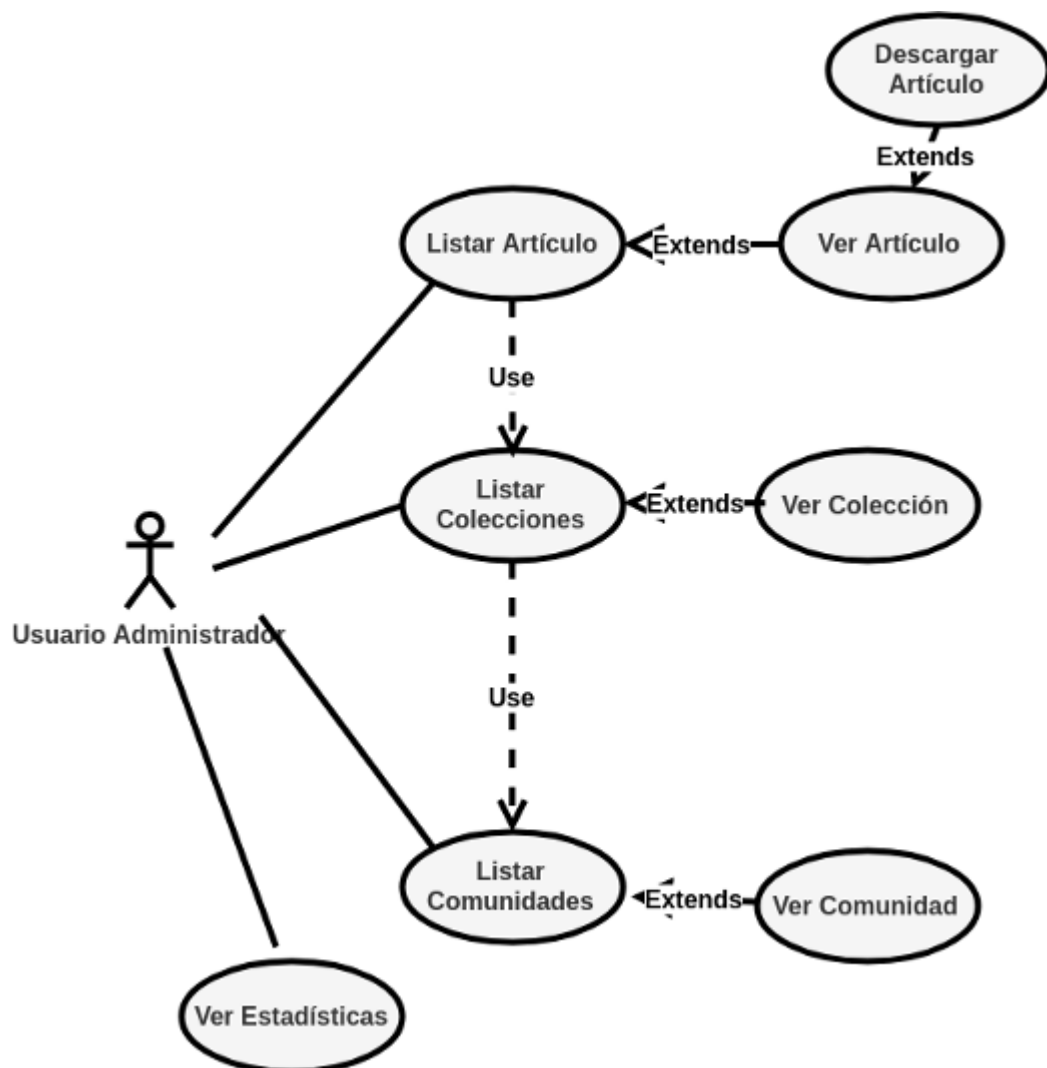 Descargar
Artículo
Extends
Listar Artículo
Extends
Ver Artículo
Use
Listar
Colecciones
Extends
Ver Colección
Usuario Administrador
Use
Listar
Comunidades
Extends
Ver Comunidad
Ver Estadísticas